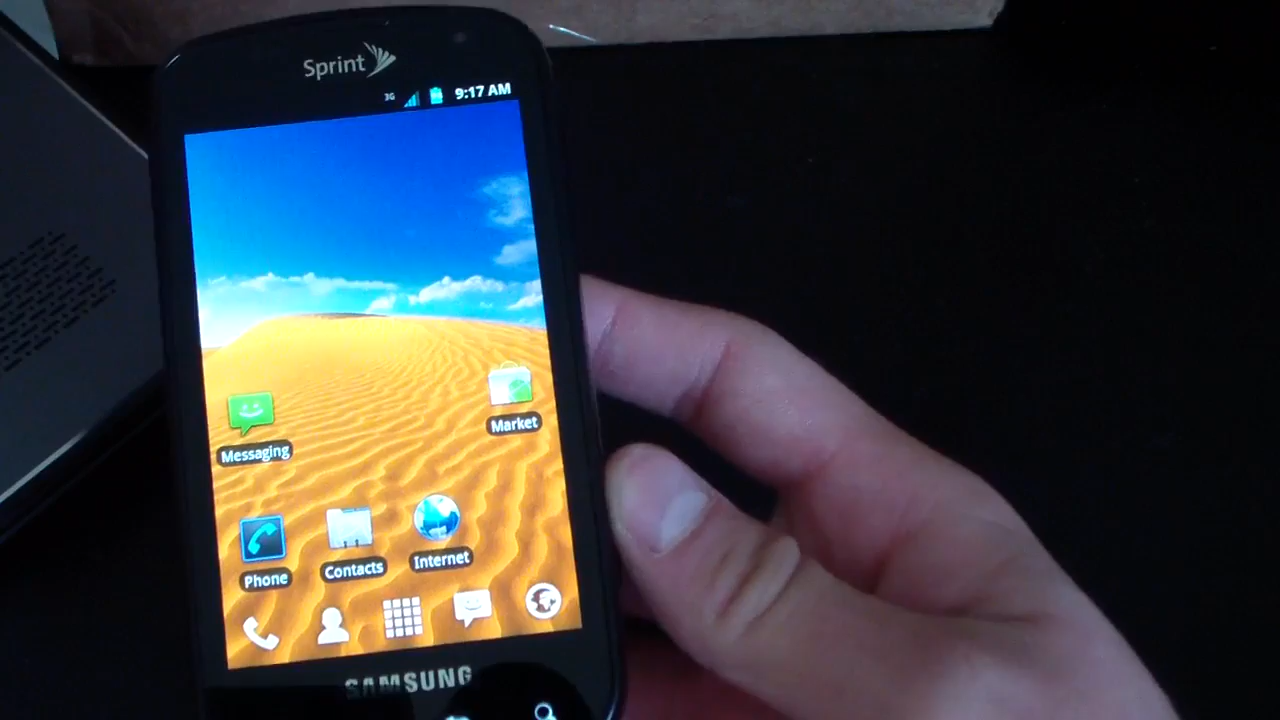 Sprint
3G 9:17 AM
Market
Messaging
Phone
Contacts
Internet
SAMSUNG